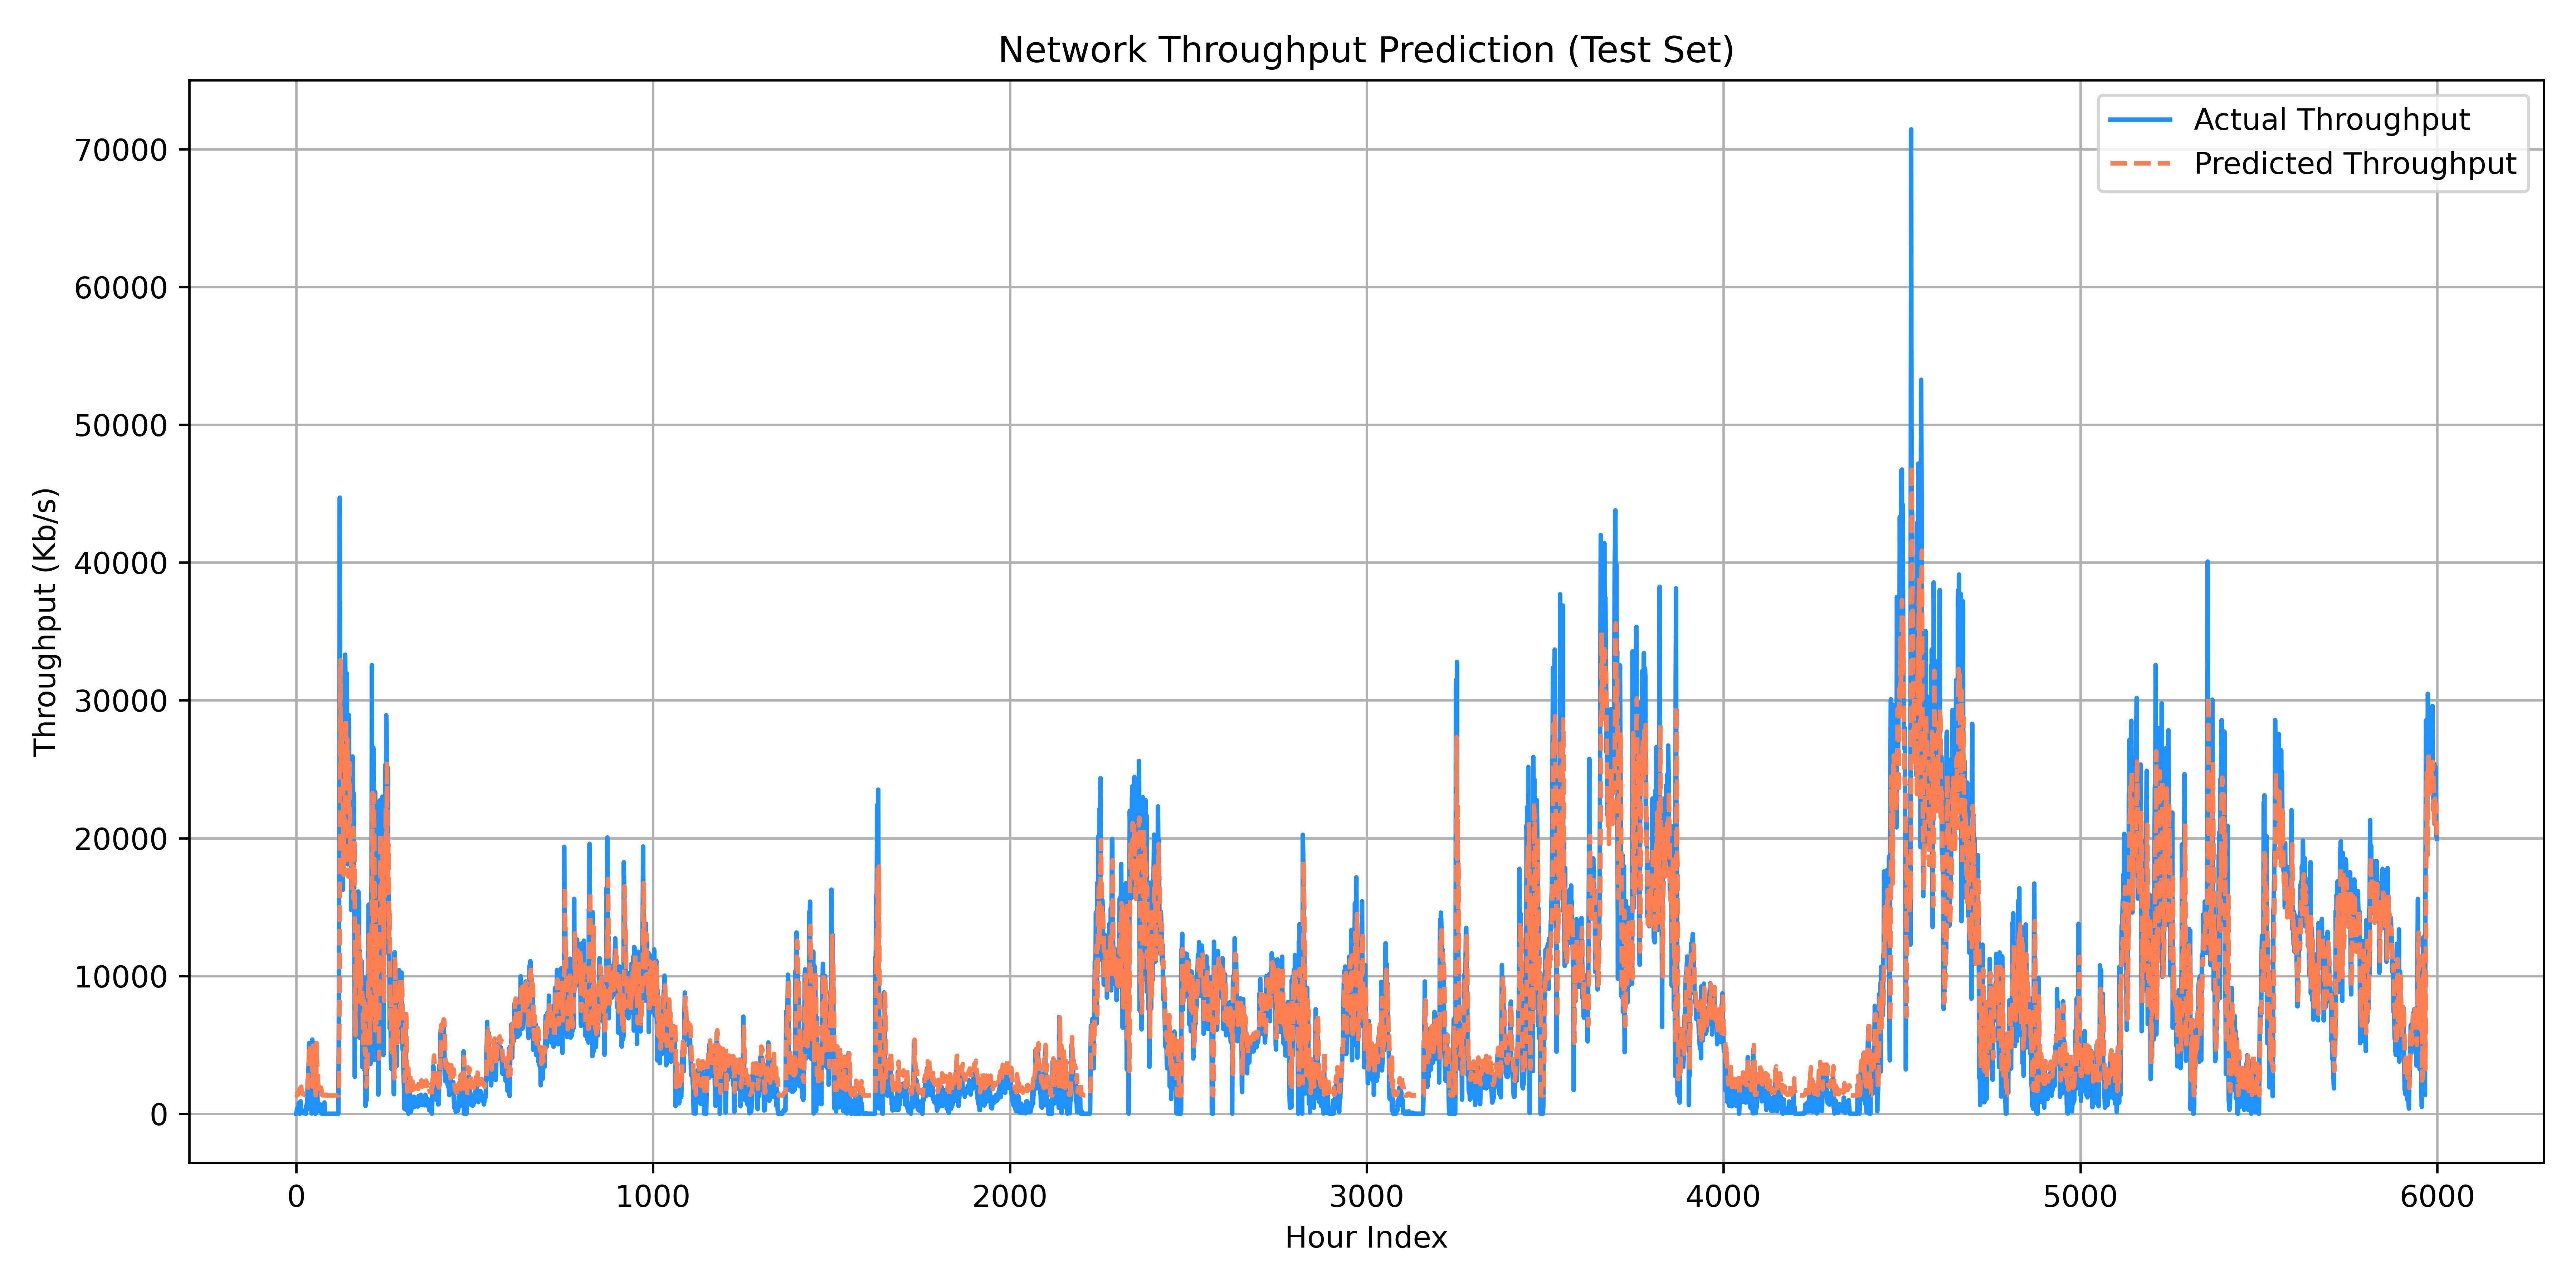 Network Throughput Prediction (Test Set)
Actual Throughput
Predicted Throughput
Throughput (Kb/s)
70000
60000
50000
40000
30000
20000
10000
0
0 1000 2000 3000 4000 5000 6000
Hour Index